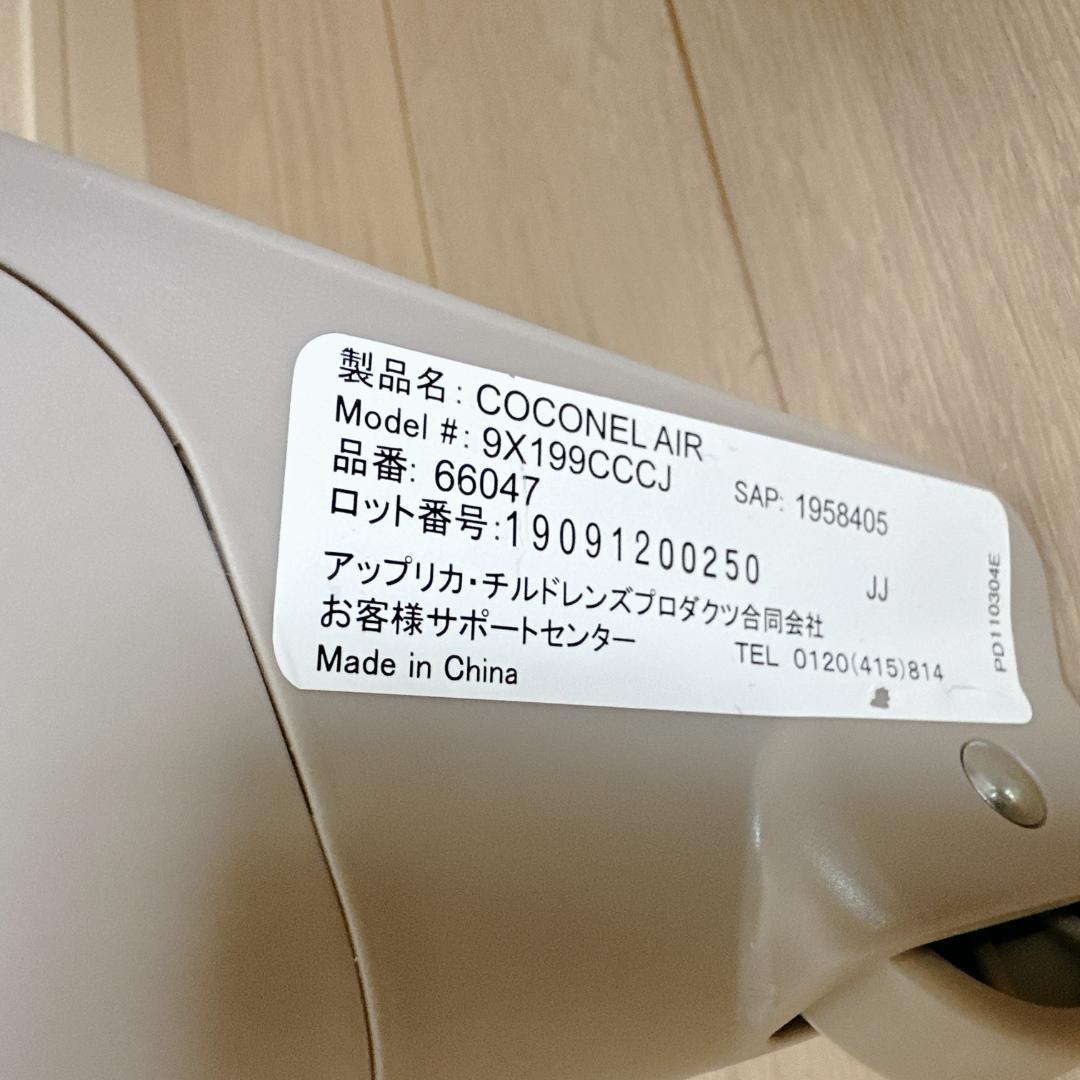 製品名: COCONEL AIR
Model #: 9X199CCCJ
品番: 66047
SAP: 1958405
ロット番号:19091200250
JJ
アップリカ・チルドレンズプロダクツ合同会社
お客様サポートセンター
TEL 0120(415)814
Made in China
PD110304E